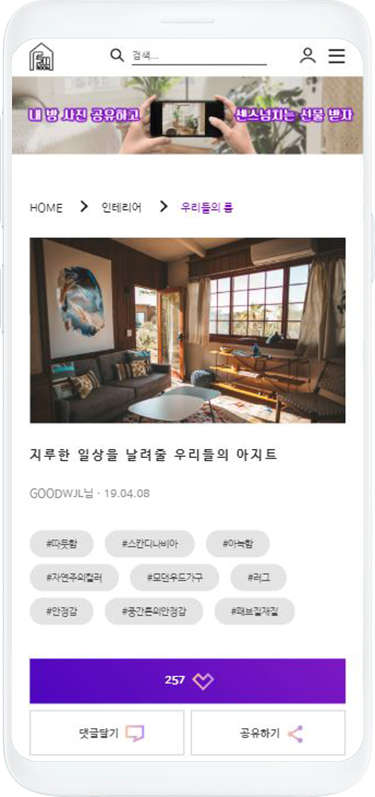 검색...
내 방 사진 공유하고 센스넘치는 선물 받자
HOME > 인테리어 > 우리들의 룸
지루한 일상을 날려줄 우리들의 아지트
GOODWJL님 · 19.04.08
#따듯함 #스칸디나비아 #아늑함
#자연주의컬러 #모던우드가구 #러그
#안정감 #중간톤의안정감 #패브릭재질
257
댓글달기 공유하기